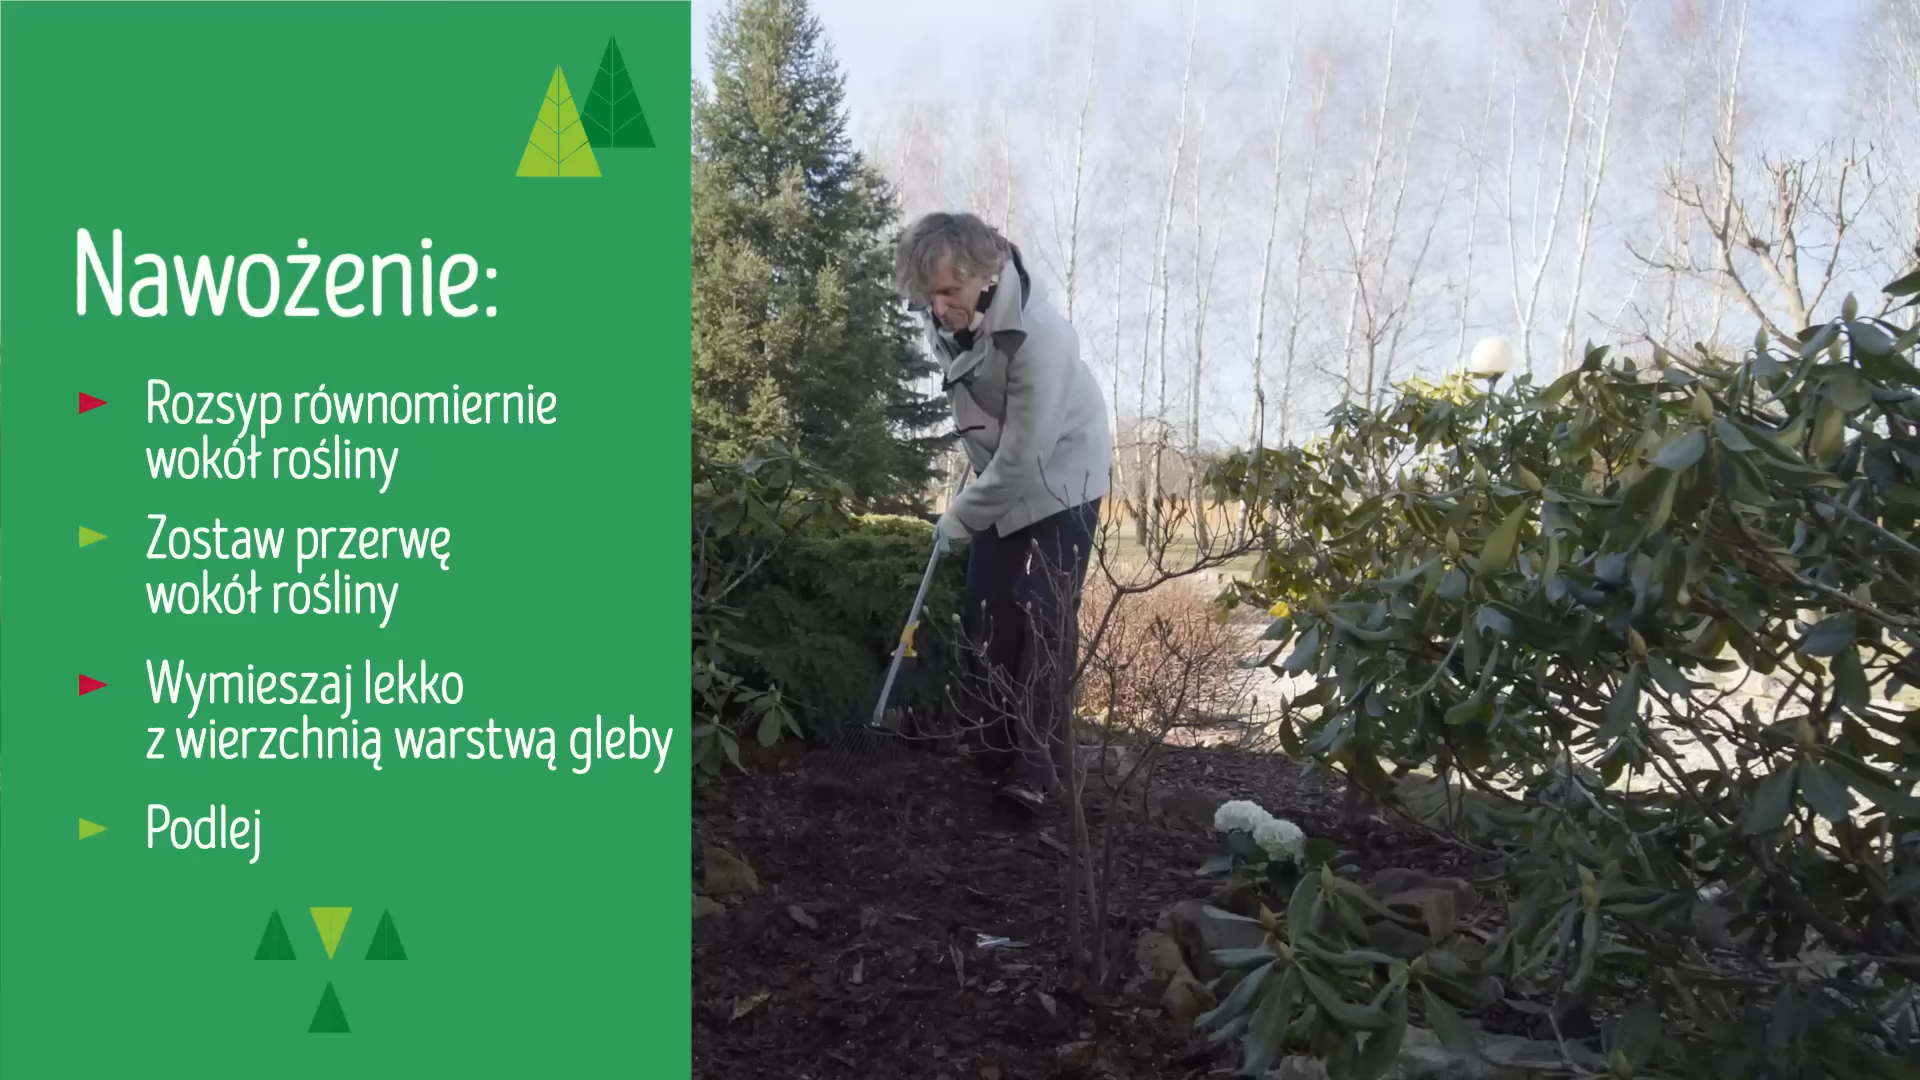 Nawożenie:
Rozsyp równomiernie
wokół rośliny
Zostaw przerwę
wokół rośliny
Wymieszaj lekko
z wierzchnią warstwą gleby
Podlej